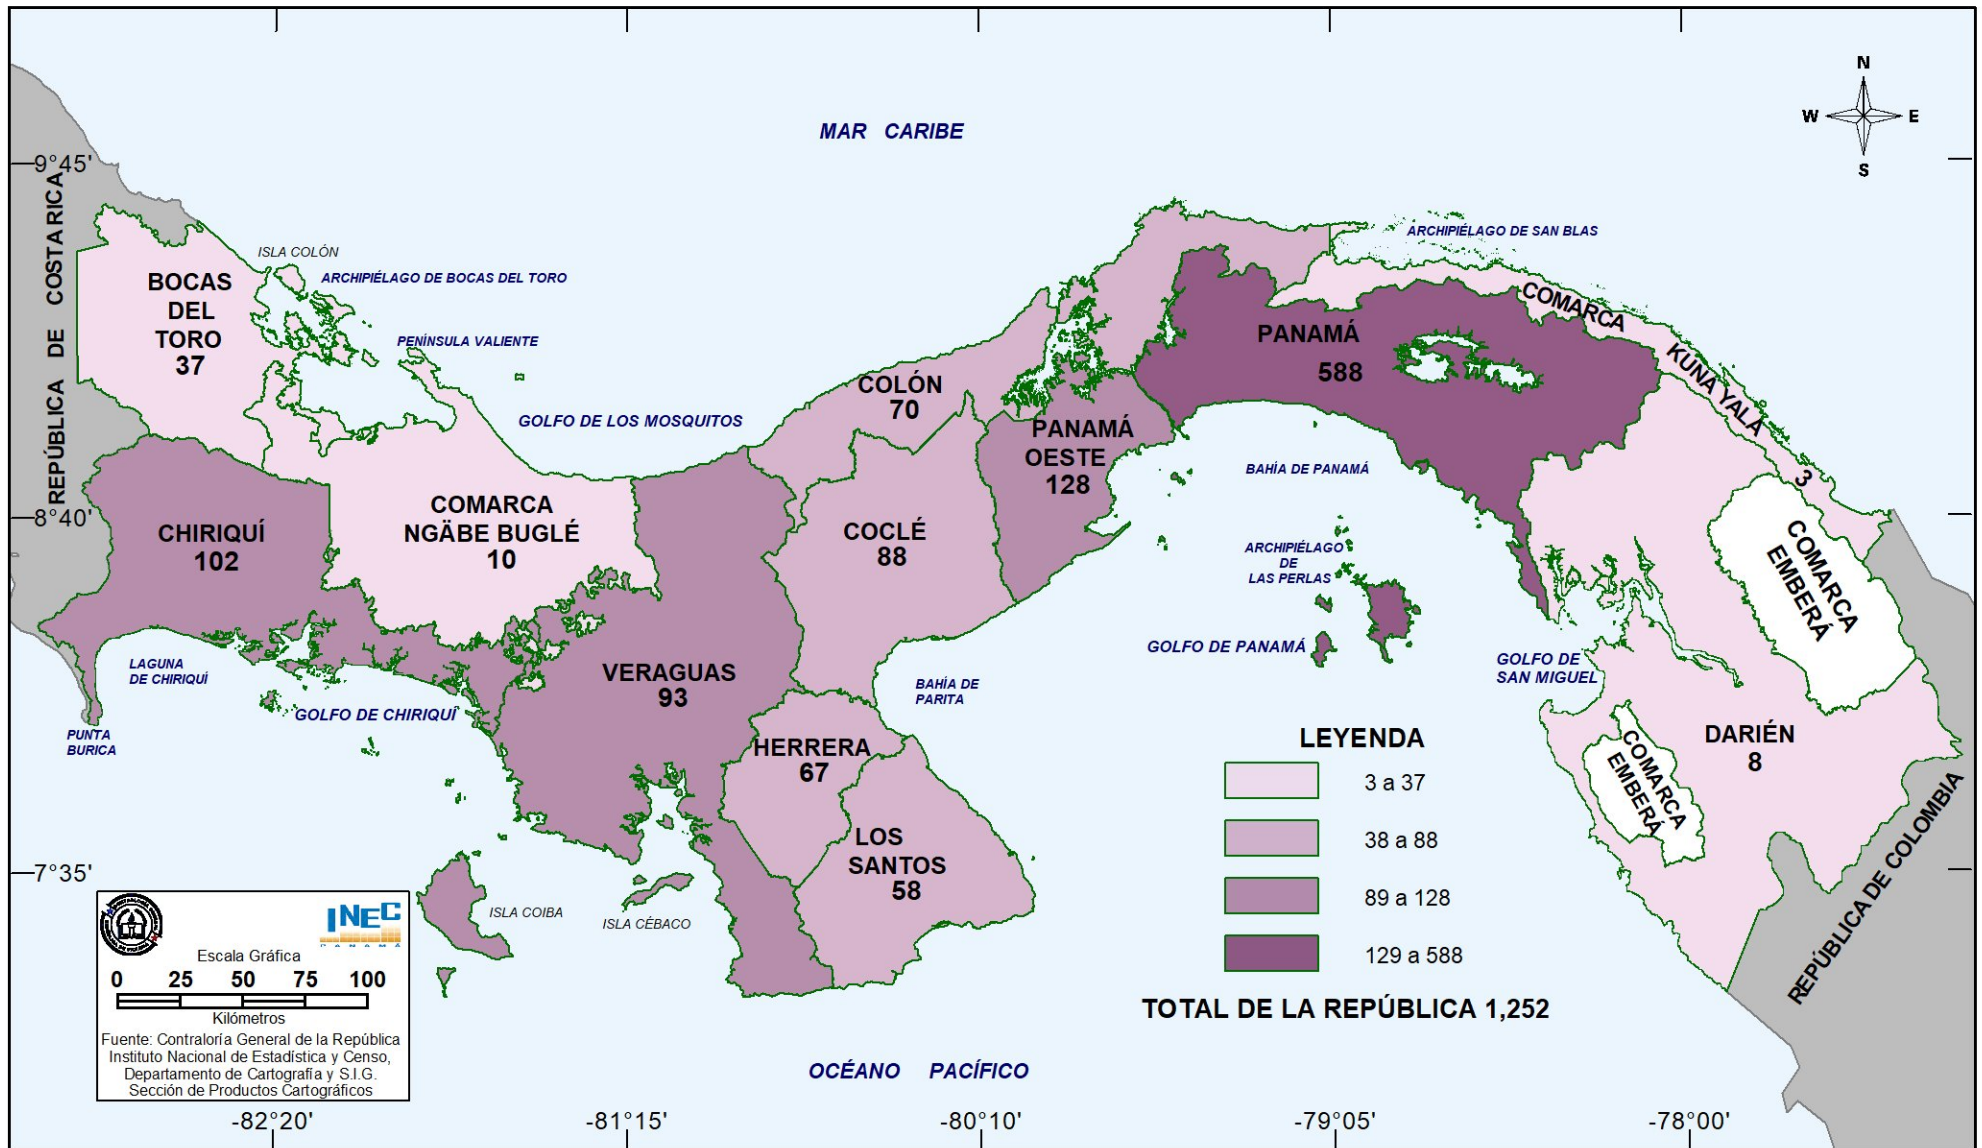 N
W E
S
MAR CARIBE
9°45'
REPÚBLICA DE COSTA RICA
ISLA COLÓN
ARCHIPIÉLAGO DE BOCAS DEL TORO
ARCHIPIÉLAGO DE SAN BLAS
BOCAS
DEL
TORO
37
PENÍNSULA VALIENTE
COMARCA
KÚNA YALA
3
PANAMÁ
588
COLÓN
70
GOLFO DE LOS MOSQUITOS
PANAMÁ
OESTE
128
BAHÍA DE PANAMÁ
8°40'
CHIRIQUÍ
102
COMARCA
NGÄBE BUGLÉ
10
COCLÉ
88
ARCHIPIÉLAGO
DE
LAS PERLAS
COMARCA
EMBERÁ
GOLFO DE PANAMÁ
GOLFO DE
SAN MIGUEL
LAGUNA
DE CHIRIQUÍ
VERAGUAS
93
BAHÍA DE
PARITA
GOLFO DE CHIRIQUÍ
PUNTA
BURICA
HERRERA
67
LEYENDA
3 a 37
38 a 88
89 a 128
129 a 588
TOTAL DE LA REPÚBLICA 1,252
DARIÉN
8
COMARCA
EMBERÁ
REPÚBLICA DE COLOMBIA
LOS
SANTOS
58
7°35'
ISLA COIBA
ISLA CÉBACO
INEC
PANAMÁ
Escala Gráfica
0 25 50 75 100
Kilómetros
Fuente: Contraloría General de la República
Instituto Nacional de Estadística y Censo,
Departamento de Cartografía y S.I.G.
Sección de Productos Cartográficos
OCÉANO PACÍFICO
-82°20' -81°15' -80°10' -79°05' -78°00'